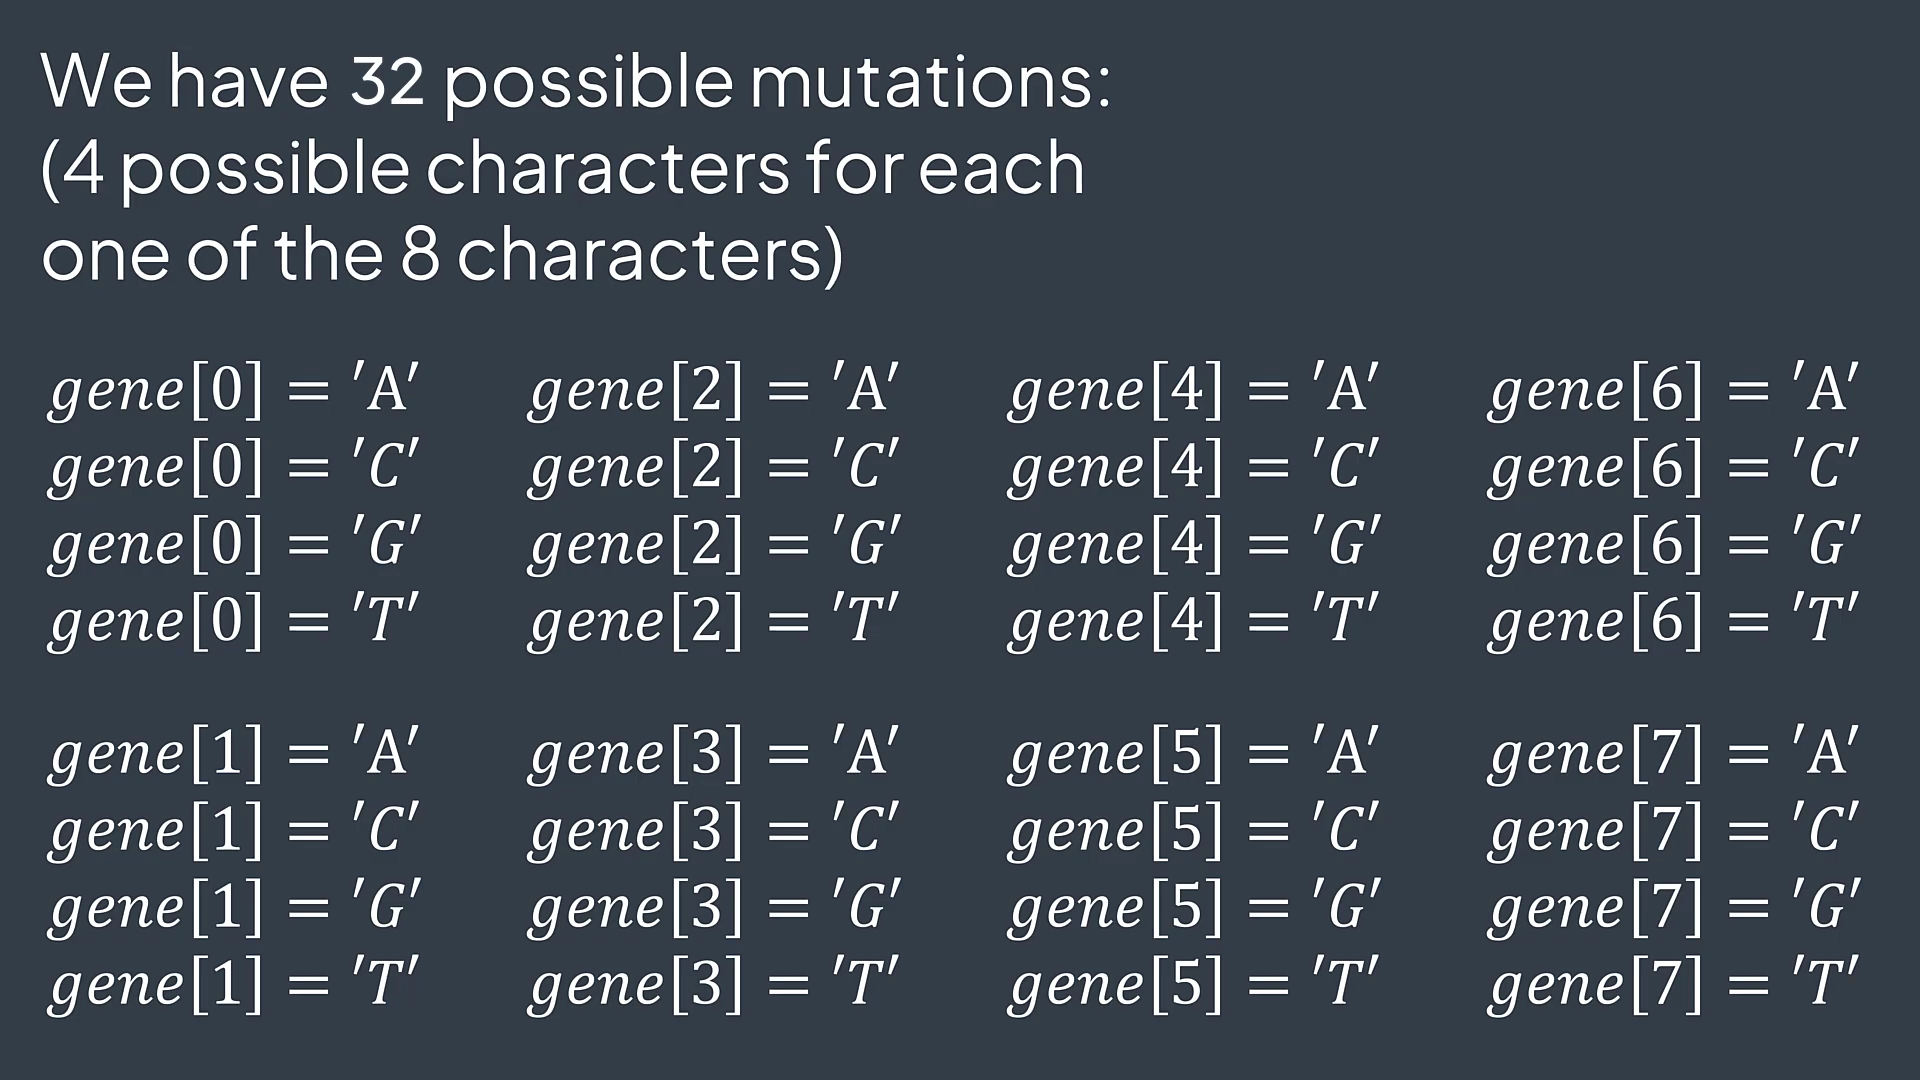 We have 32 possible mutations:
(4 possible characters for each
one of the 8 characters)
gene[0] = 'A'
gene[0] = 'C'
gene[0] = 'G'
gene[0] = 'T'
gene[2] = 'A'
gene[2] = 'C'
gene[2] = 'G'
gene[2] = 'T'
gene[4] = 'A'
gene[4] = 'C'
gene[4] = 'G'
gene[4] = 'T'
gene[6] = 'A'
gene[6] = 'C'
gene[6] = 'G'
gene[6] = 'T'
gene[1] = 'A'
gene[1] = 'C'
gene[1] = 'G'
gene[1] = 'T'
gene[3] = 'A'
gene[3] = 'C'
gene[3] = 'G'
gene[3] = 'T'
gene[5] = 'A'
gene[5] = 'C'
gene[5] = 'G'
gene[5] = 'T'
gene[7] = 'A'
gene[7] = 'C'
gene[7] = 'G'
gene[7] = 'T'